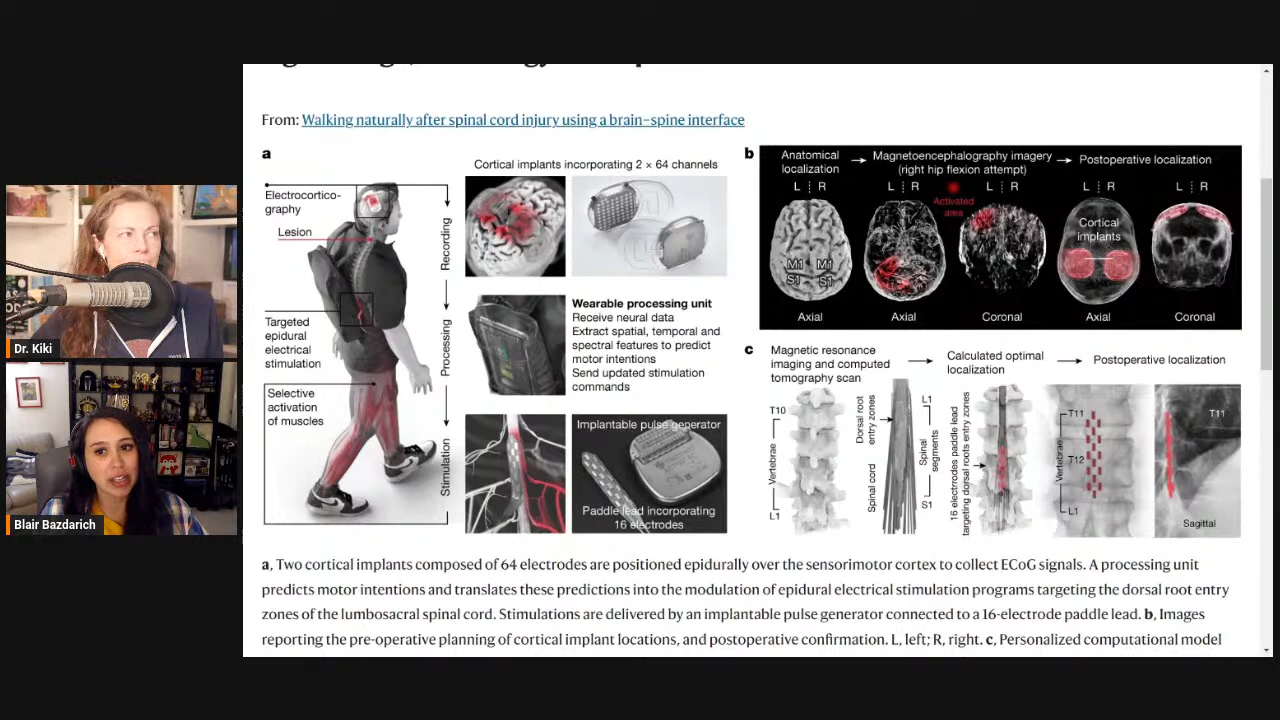 From: Walking naturally after spinal cord injury using a brain–spine interface
a
Cortical implants incorporating 2 × 64 channels
Electrocortico-
graphy
Lesion
Recording
Targeted
epidural
electrical
stimulation
Processing
Wearable processing unit
Receive neural data
Extract spatial, temporal and
spectral features to predict
motor intentions
Send updated stimulation
commands
Selective
activation
of muscles
Stimulation
Implantable pulse generator
Paddle lead incorporating
16 electrrodes
b
Anatomical
localization
Magnetoencephalography imagery
(right hip flexion attempt)
Postoperative localization
L R
L R
L R
L R
L R
Activated
area
M1 M1
S1 S1
Cortical
implants
Axial
Axial
Coronal
Axial
Coronal
c
Magnetic resonance
imaging and computed
tomography scan
Calculated optimal
localization
Postoperative localization
T10
Vertebrae
L1
Dorsal root
entry zones
Spinal cord
L1
Spinal
segments
S1
16 electrrodes paddle lead
targeting dorsal roots entry zones
T11
Vertebrae
T12
L1
T11
Sagittal
a, Two cortical implants composed of 64 electrodes are positioned epidurally over the sensorimotor cortex to collect ECoG signals. A processing unit
predicts motor intentions and translates these predictions into the modulation of epidural electrical stimulation programs targeting the dorsal root entry
zones of the lumbosacral spinal cord. Stimulations are delivered by an implantable pulse generator connected to a 16-electrode paddle lead. b, Images
reporting the pre-operative planning of cortical implant locations, and postoperative confirmation. L, left; R, right. c, Personalized computational model
Dr. Kiki
Blair Bazdarich